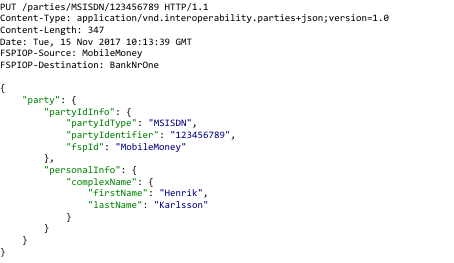 PUT /parties/MSISDN/123456789 HTTP/1.1
Content-Type: application/vnd.interoperability.parties+json;version=1.0
Content-Length: 347
Date: Tue, 15 Nov 2017 10:13:39 GMT
FSPIOP-Source: MobileMoney
FSPIOP-Destination: BankNrOne

{
    "party": {
        "partyIdInfo": {
            "partyIdType": "MSISDN",
            "partyIdentifier": "123456789",
            "fspId": "MobileMoney"
        },
        "personalInfo": {
            "complexName": {
                "firstName": "Henrik",
                "lastName": "Karlsson"
            }
        }
    }
}